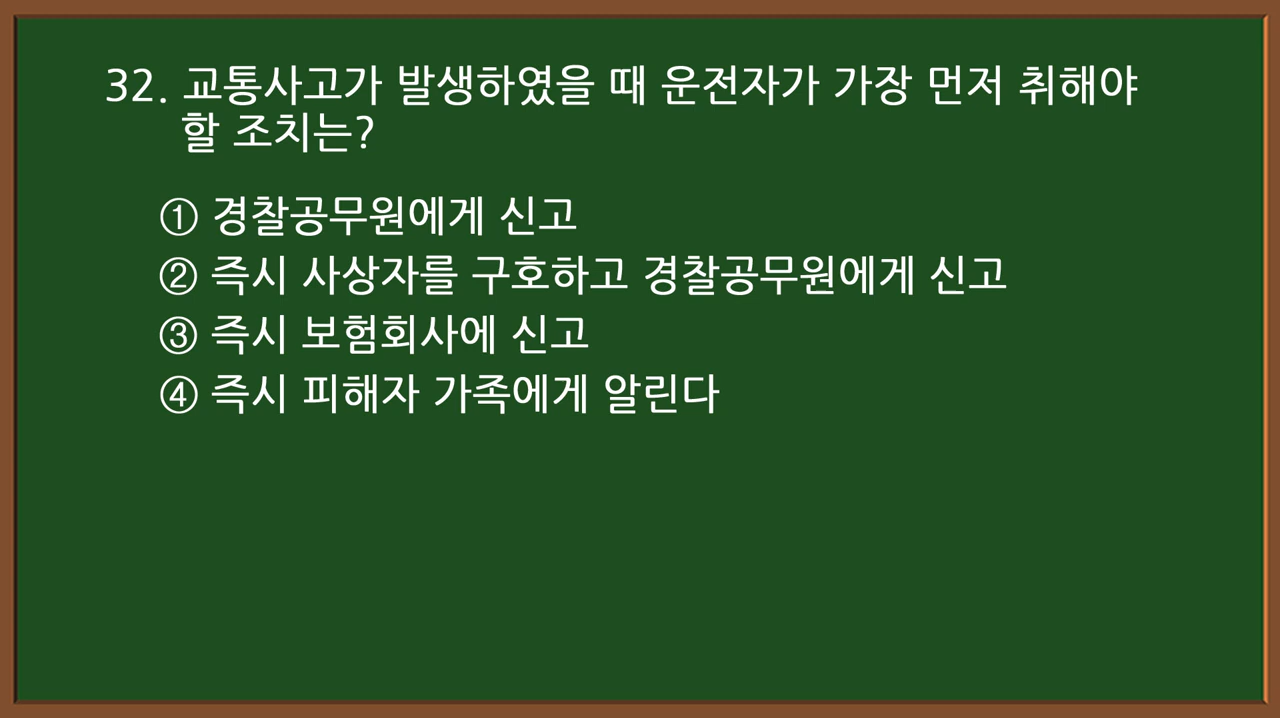 32. 교통사고가 발생하였을 때 운전자가 가장 먼저 취해야
할 조치는?
① 경찰공무원에게 신고
② 즉시 사상자를 구호하고 경찰공무원에게 신고
③ 즉시 보험회사에 신고
④ 즉시 피해자 가족에게 알린다